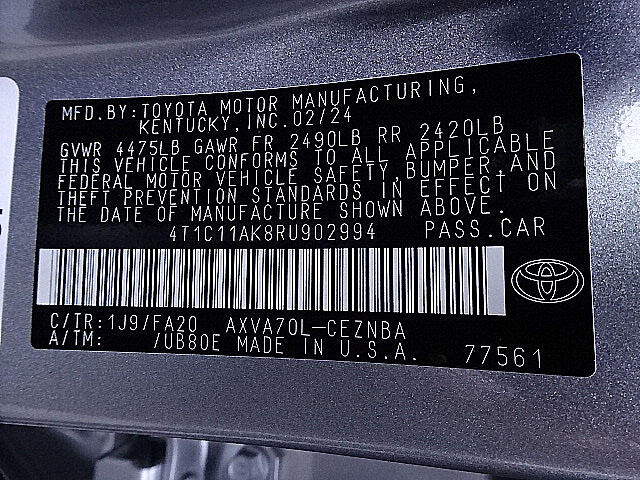 MFD.BY:TOYOTA MOTOR MANUFACTURING,
KENTUCKY,INC.02/24
GVWR 4475LB GAWR FR 2490LB RR 2420LB
THIS VEHICLE CONFORMS TO ALL APPLICABLE
FEDERAL MOTOR VEHICLE SAFETY,BUMPER,AND
THEFT PREVENTION STANDARDS IN EFFECT ON
THE DATE OF MANUFACTURE SHOWN ABOVE.
4T1C11AK8RU902994 PASS.CAR
C/TR:1J9/FA20 AXVA70L-CEZNBA
A/TM: /UB80E MADE IN U.S.A. 77561